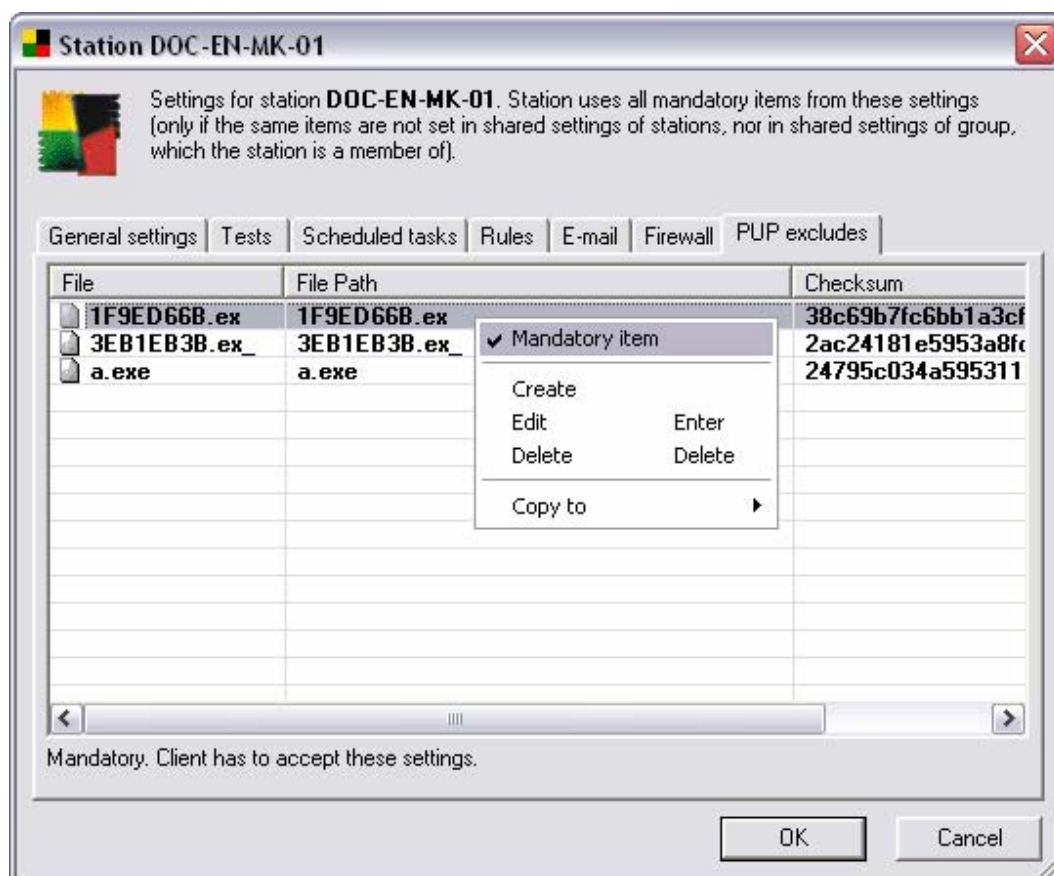 Station DOC-EN-MK-01
Settings for station DOC-EN-MK-01. Station uses all mandatory items from these settings
(only if the same items are not set in shared settings of stations, nor in shared settings of group,
which the station is a member of).
General settings Tests Scheduled tasks Rules E-mail Firewall PUP excludes
File File Path Checksum
1F9ED66B.ex 1F9ED66B.ex 38c69b7fc6bb1a3cf
3EB1EB3B.ex_ 3EB1EB3B.ex_ 2ac24181e5953a8fc
a.exe a.exe 24795c034a595311
Mandatory item
Create
Edit Enter
Delete Delete
Copy to
Mandatory. Client has to accept these settings.
OK Cancel